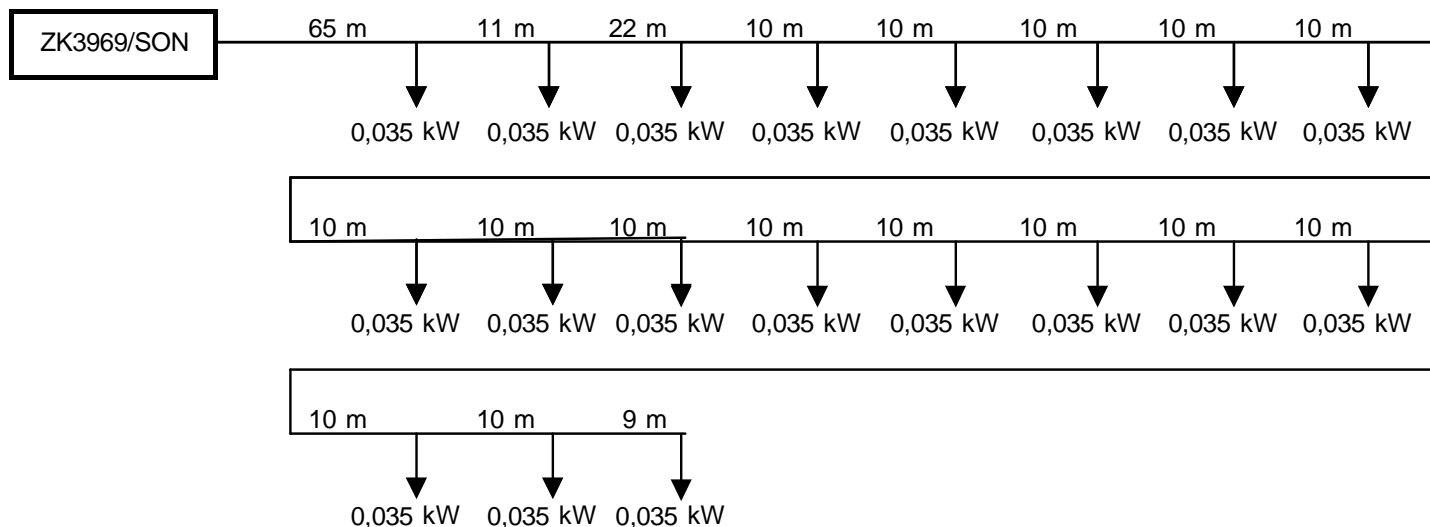 ZK3969/SON 65 m 11 m 22 m 10 m 10 m 10 m 10 m 10 m
0,035 kW 0,035 kW 0,035 kW 0,035 kW 0,035 kW 0,035 kW 0,035 kW 0,035 kW
10 m 10 m 10 m 10 m 10 m 10 m 10 m 10 m
0,035 kW 0,035 kW 0,035 kW 0,035 kW 0,035 kW 0,035 kW 0,035 kW 0,035 kW
10 m 10 m 9 m
0,035 kW 0,035 kW 0,035 kW